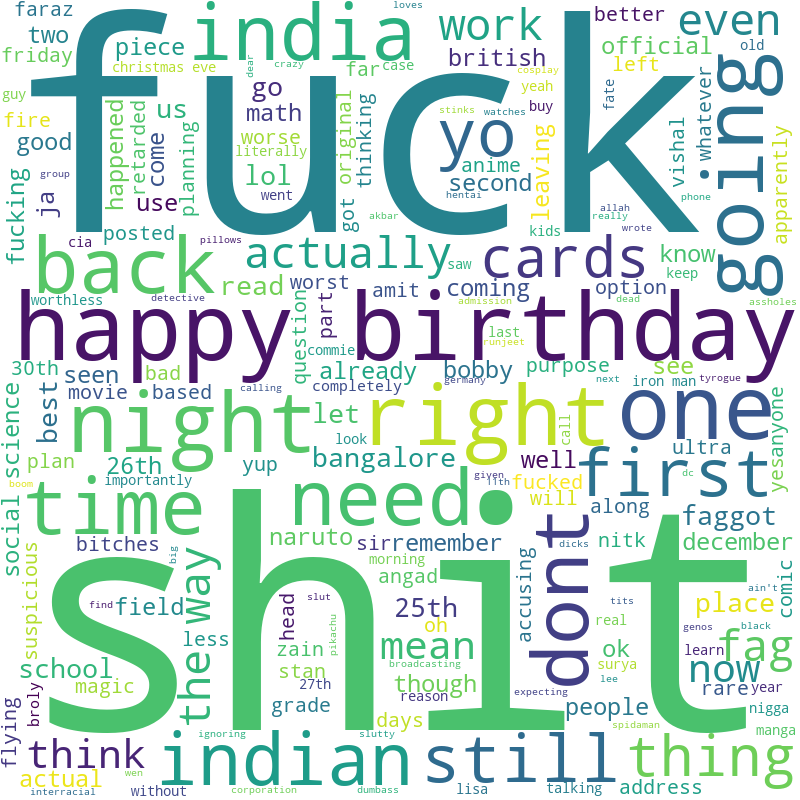 faraz
loves
two
india
work
better
even
friday
piece
british
official
old
christmas eve
far
case
cosplay
left
guy
dear
crazy
yeah
fuck
go
us
math
buy
fate
whatever
going
fire
happened
retarded
come
planning
worse
original
thinking
yo
stinks
watches
anime
leaving
good
literally
second
vishal
apparently
ja
use
lol
went
got
hentai
allah
really
phone
group
fucking
posted
akbar
kids
wrote
cia
pillows
actually
saw
cards
know
keep
back
read
worst
amit
coming
option
dead
worthless
detective
part
admission
assholes
happy birthday
question
commie
last
runjeet
30th
seen
bad
already
bobby
purpose
see
movie
based
calling
completely
germany
next
iron man
tyrogue
best
night
let
right
one
look
call
social science
plan
26th
yup
bangalore
well
ultra
dc
yesanyone
importantly
given
11th
fucked
will
first
boom
time
need
along
faggot
naruto
sir
remember
dont
nitk
december
bitches
big
morning
accusing
dicks
comic
suspicious
the way
angad
ain't
find
slut
head
25th
tits
real
place
field
less
zain
pikachu
oh
mean
ok
genos
black
shit
fag
school
stan
broadcasting
surya
learn
magic
27th
though
reason
expecting
lee
now
rare
year
broly
grade
days
people
nigga
flying
ignoring
slutty
spidaman
manga
think
indian
still
thing
actual
wen
interracial
without
corporation
dumbass
lisa
talking
address